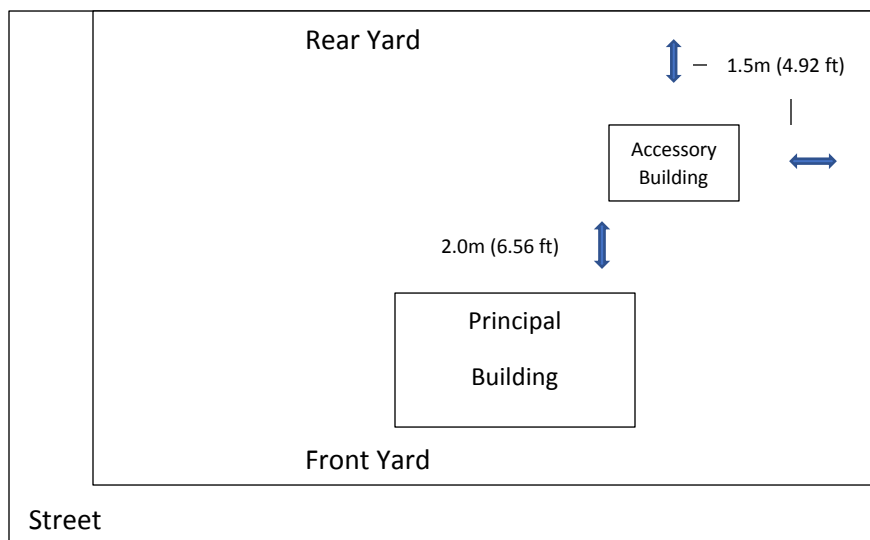 Rear Yard
1.5m (4.92 ft)
Accessory
Building
2.0m (6.56 ft)
Principal
Building
Front Yard
Street